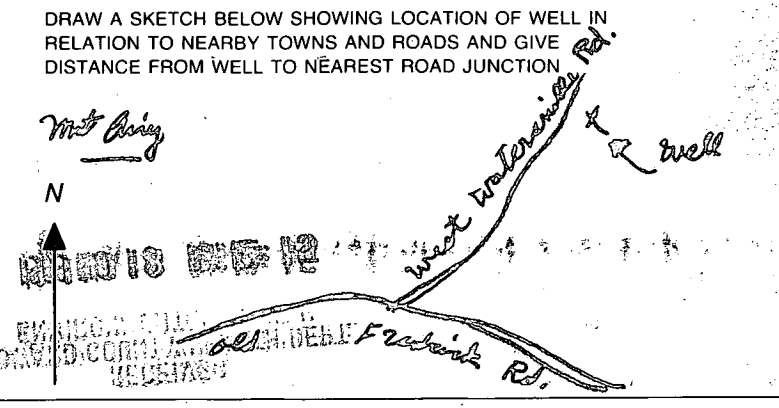 DRAW A SKETCH BELOW SHOWING LOCATION OF WELL IN
RELATION TO NEARBY TOWNS AND ROADS AND GIVE
DISTANCE FROM WELL TO NEAREST ROAD JUNCTION
Mt Airy
N
West Watersville Rd.
Well
Old Frederick Rd.
RECEIVED